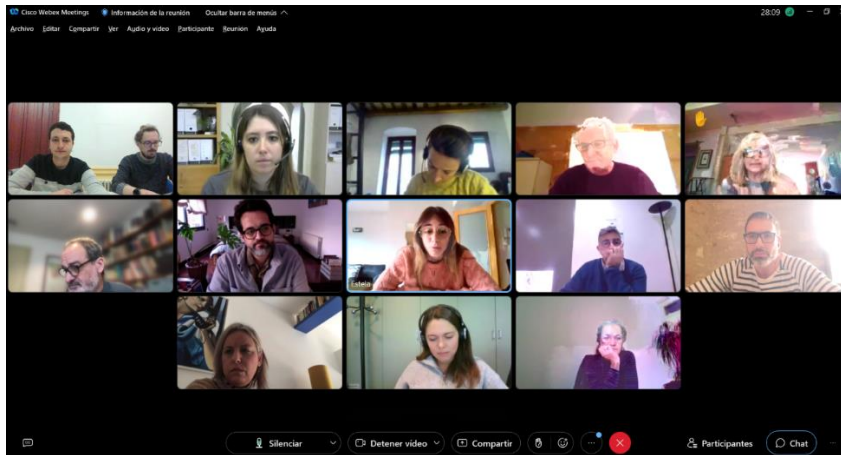 Cisco Webex Meetings Información de la reunión Ocultar barra de menús 28:09
Archivo Editar Compartir Ver Audio y video Participante Reunión Ayuda
Estela
Silenciar Detener vídeo Compartir Participantes Chat